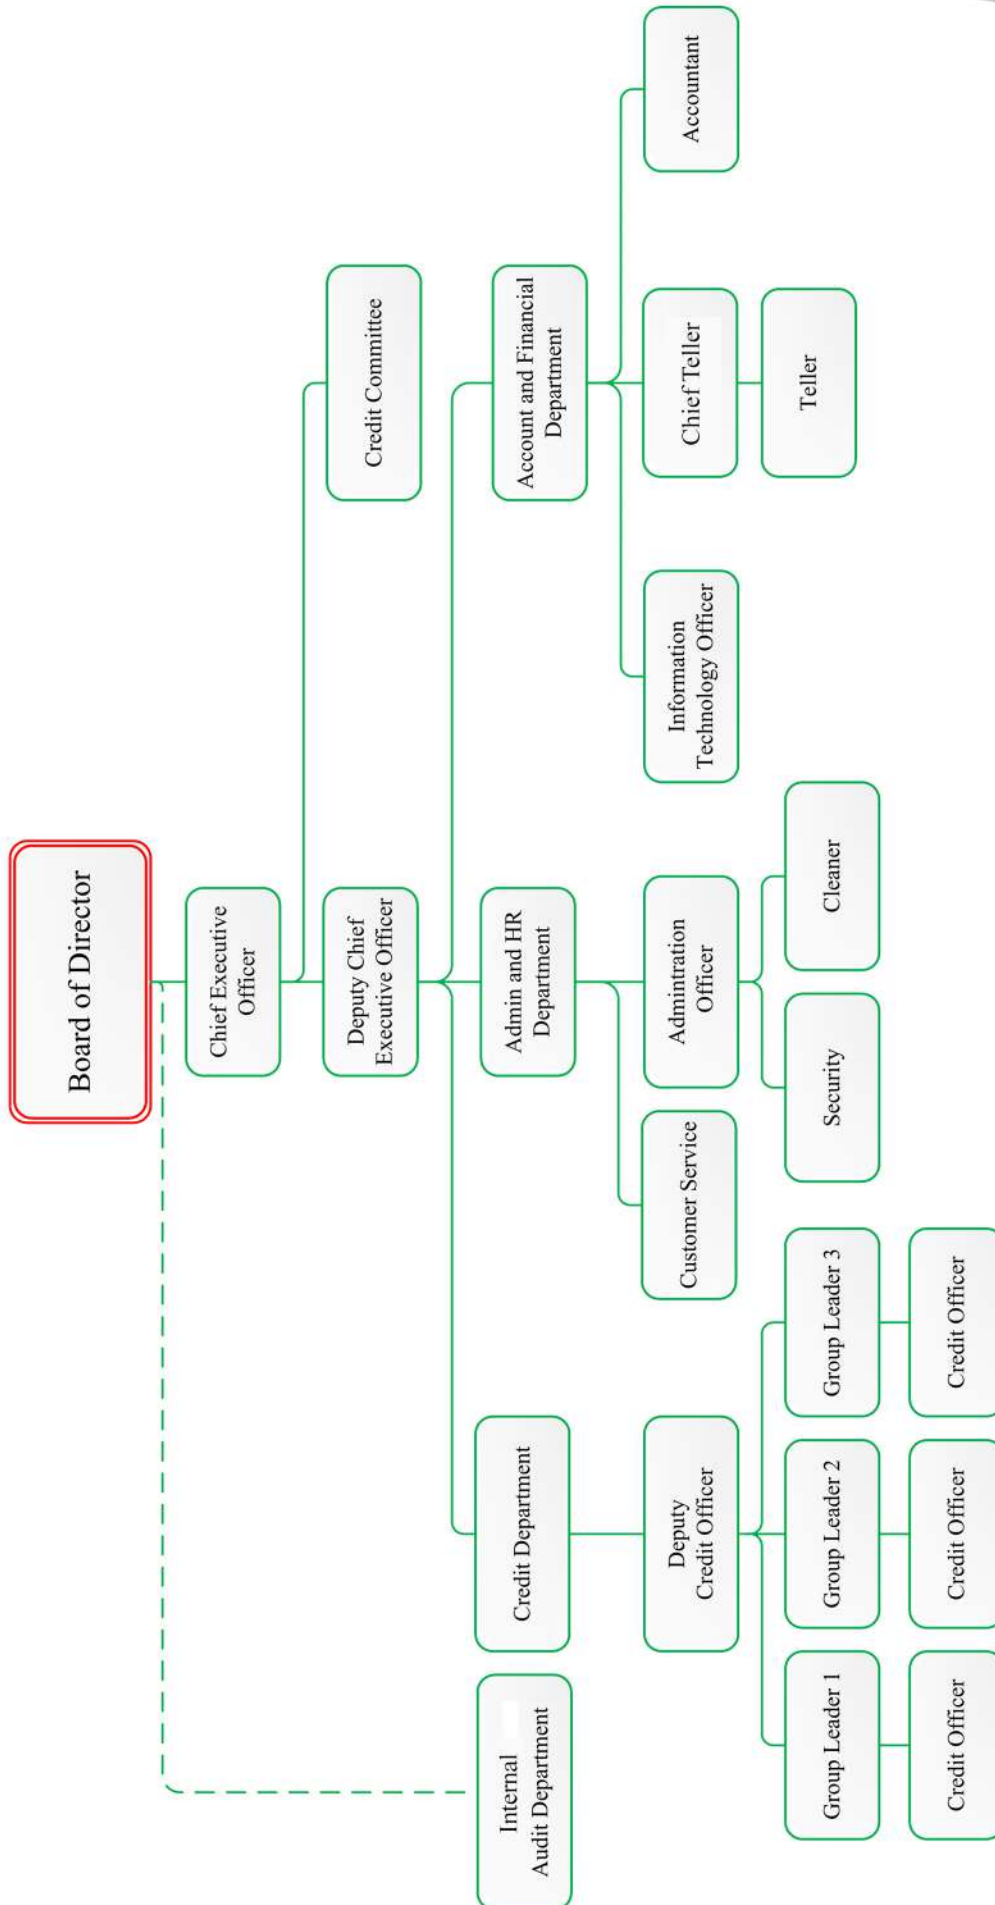 Board of Director
Chief Executive
Officer
Deputy Chief
Executive Officer
Credit Committee
Internal
Audit Department
Credit Department
Admin and HR
Department
Account and Financial
Department
Deputy
Credit Officer
Customer Service
Adminitration
Officer
Information
Technology Officer
Chief Teller
Accountant
Group Leader 1
Group Leader 2
Group Leader 3
Security
Cleaner
Teller
Credit Officer
Credit Officer
Credit Officer